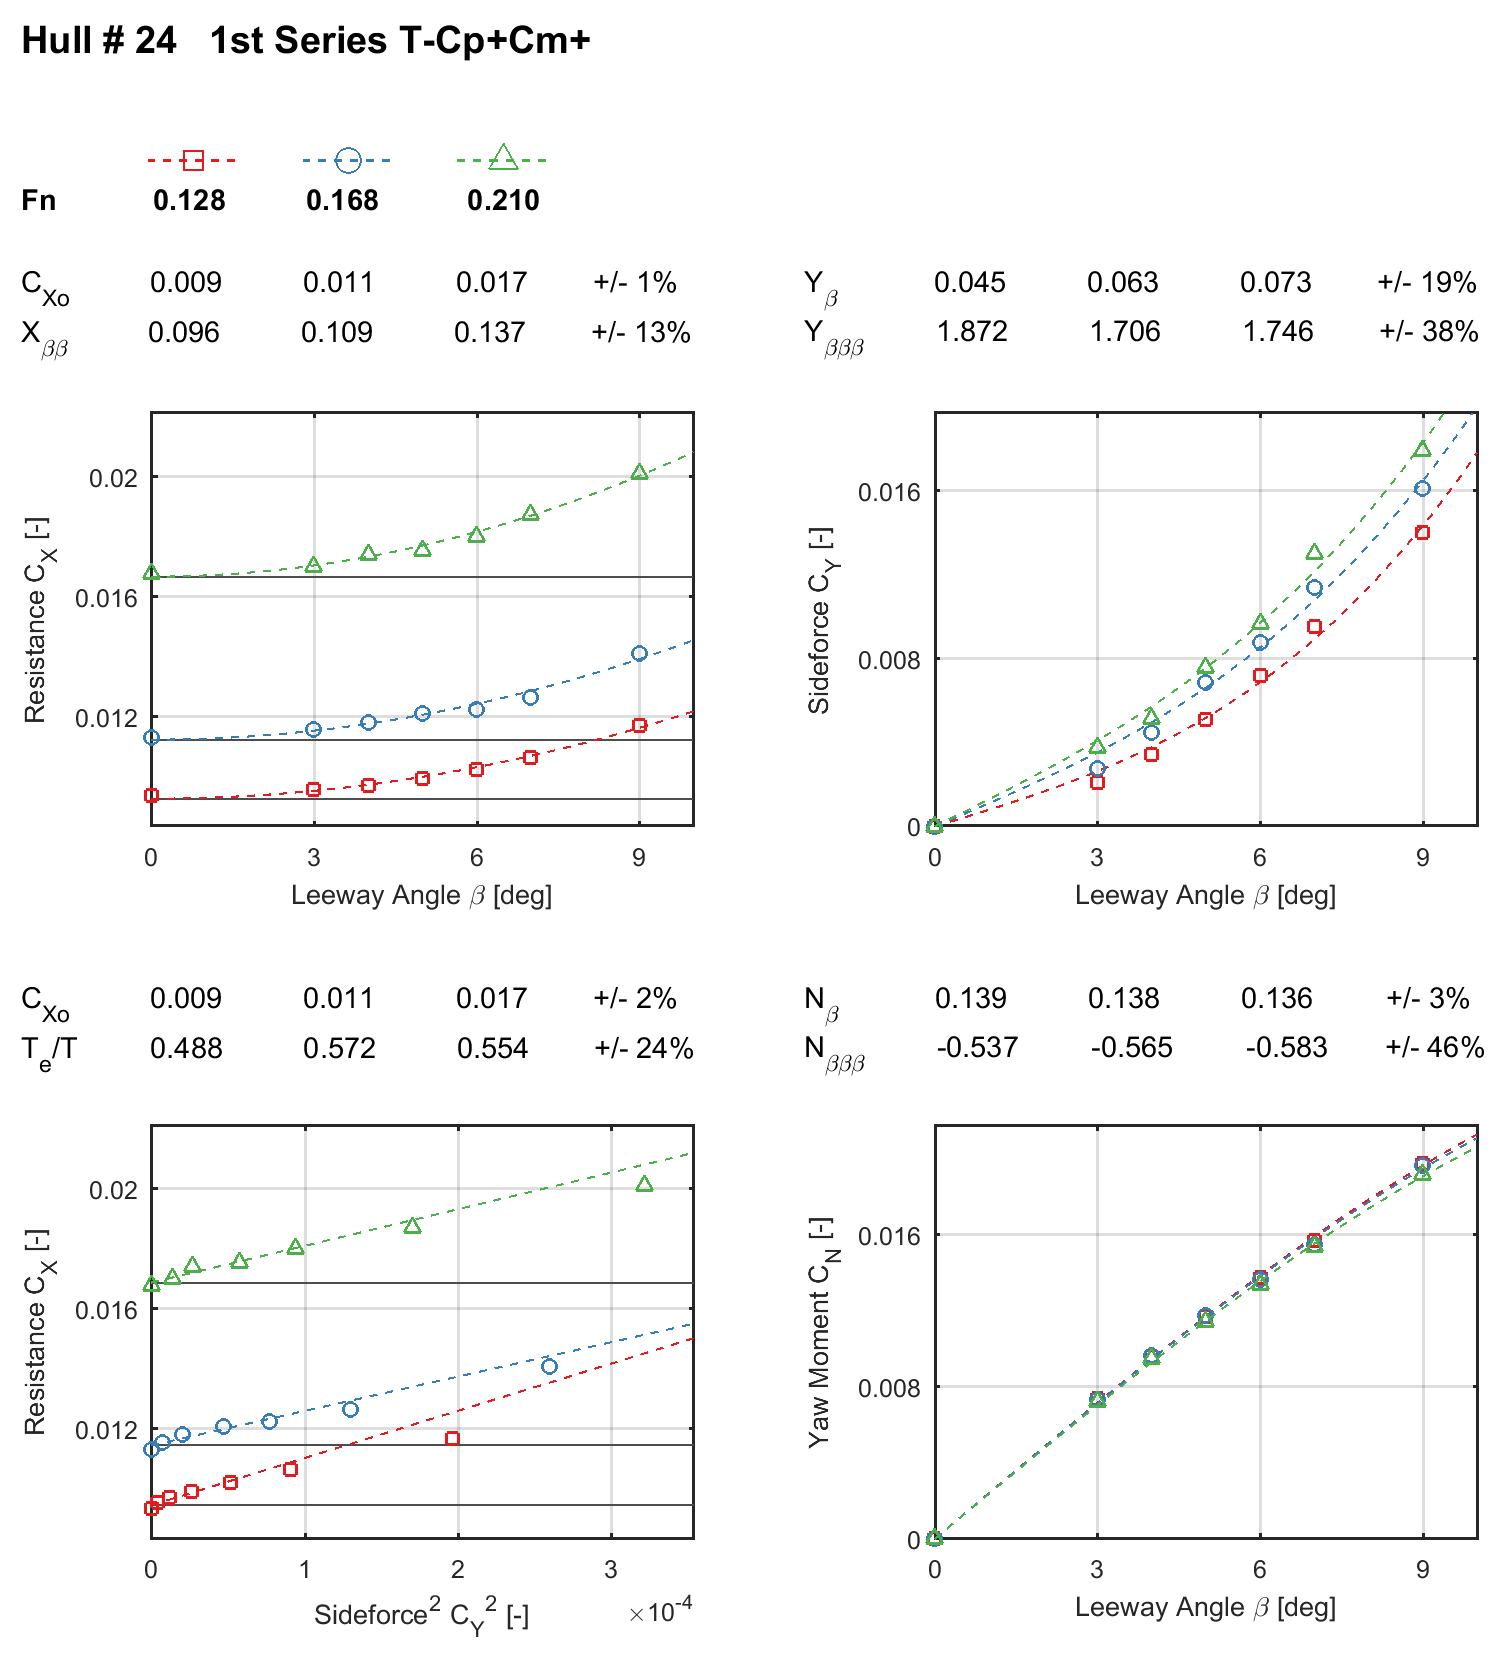 Hull # 24 1st Series T-Cp+Cm+
Fn 0.128 0.168 0.210
CXo 0.009 0.011 0.017 +/- 1%
Xββ 0.096 0.109 0.137 +/- 13%
Yβ 0.045 0.063 0.073 +/- 19%
Yβββ 1.872 1.706 1.746 +/- 38%
Resistance CX [-]
0.02
0.016
0.012
0 3 6 9
Leeway Angle β [deg]
Sideforce CY [-]
0.016
0.008
0
0 3 6 9
Leeway Angle β [deg]
CXo 0.009 0.011 0.017 +/- 2%
Te/T 0.488 0.572 0.554 +/- 24%
Nβ 0.139 0.138 0.136 +/- 3%
Nβββ -0.537 -0.565 -0.583 +/- 46%
Resistance CX [-]
0.02
0.016
0.012
0 1 2 3
Sideforce² CY² [-] ×10⁻⁴
Yaw Moment CN [-]
0.016
0.008
0
0 3 6 9
Leeway Angle β [deg]